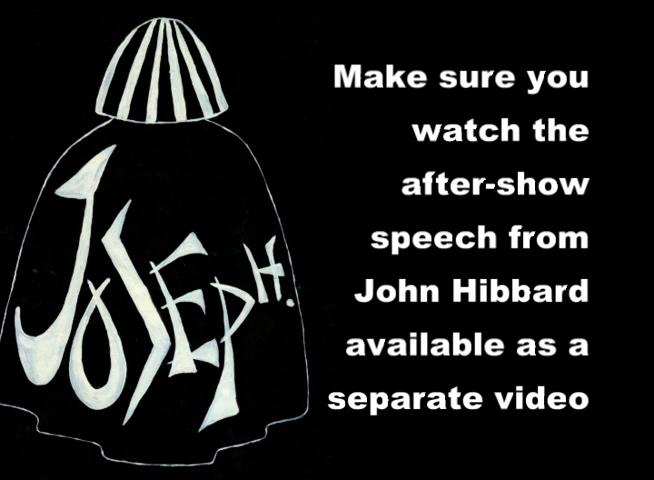 JOSEPH.
Make sure you
watch the
after-show
speech from
John Hibbard
available as a
separate video